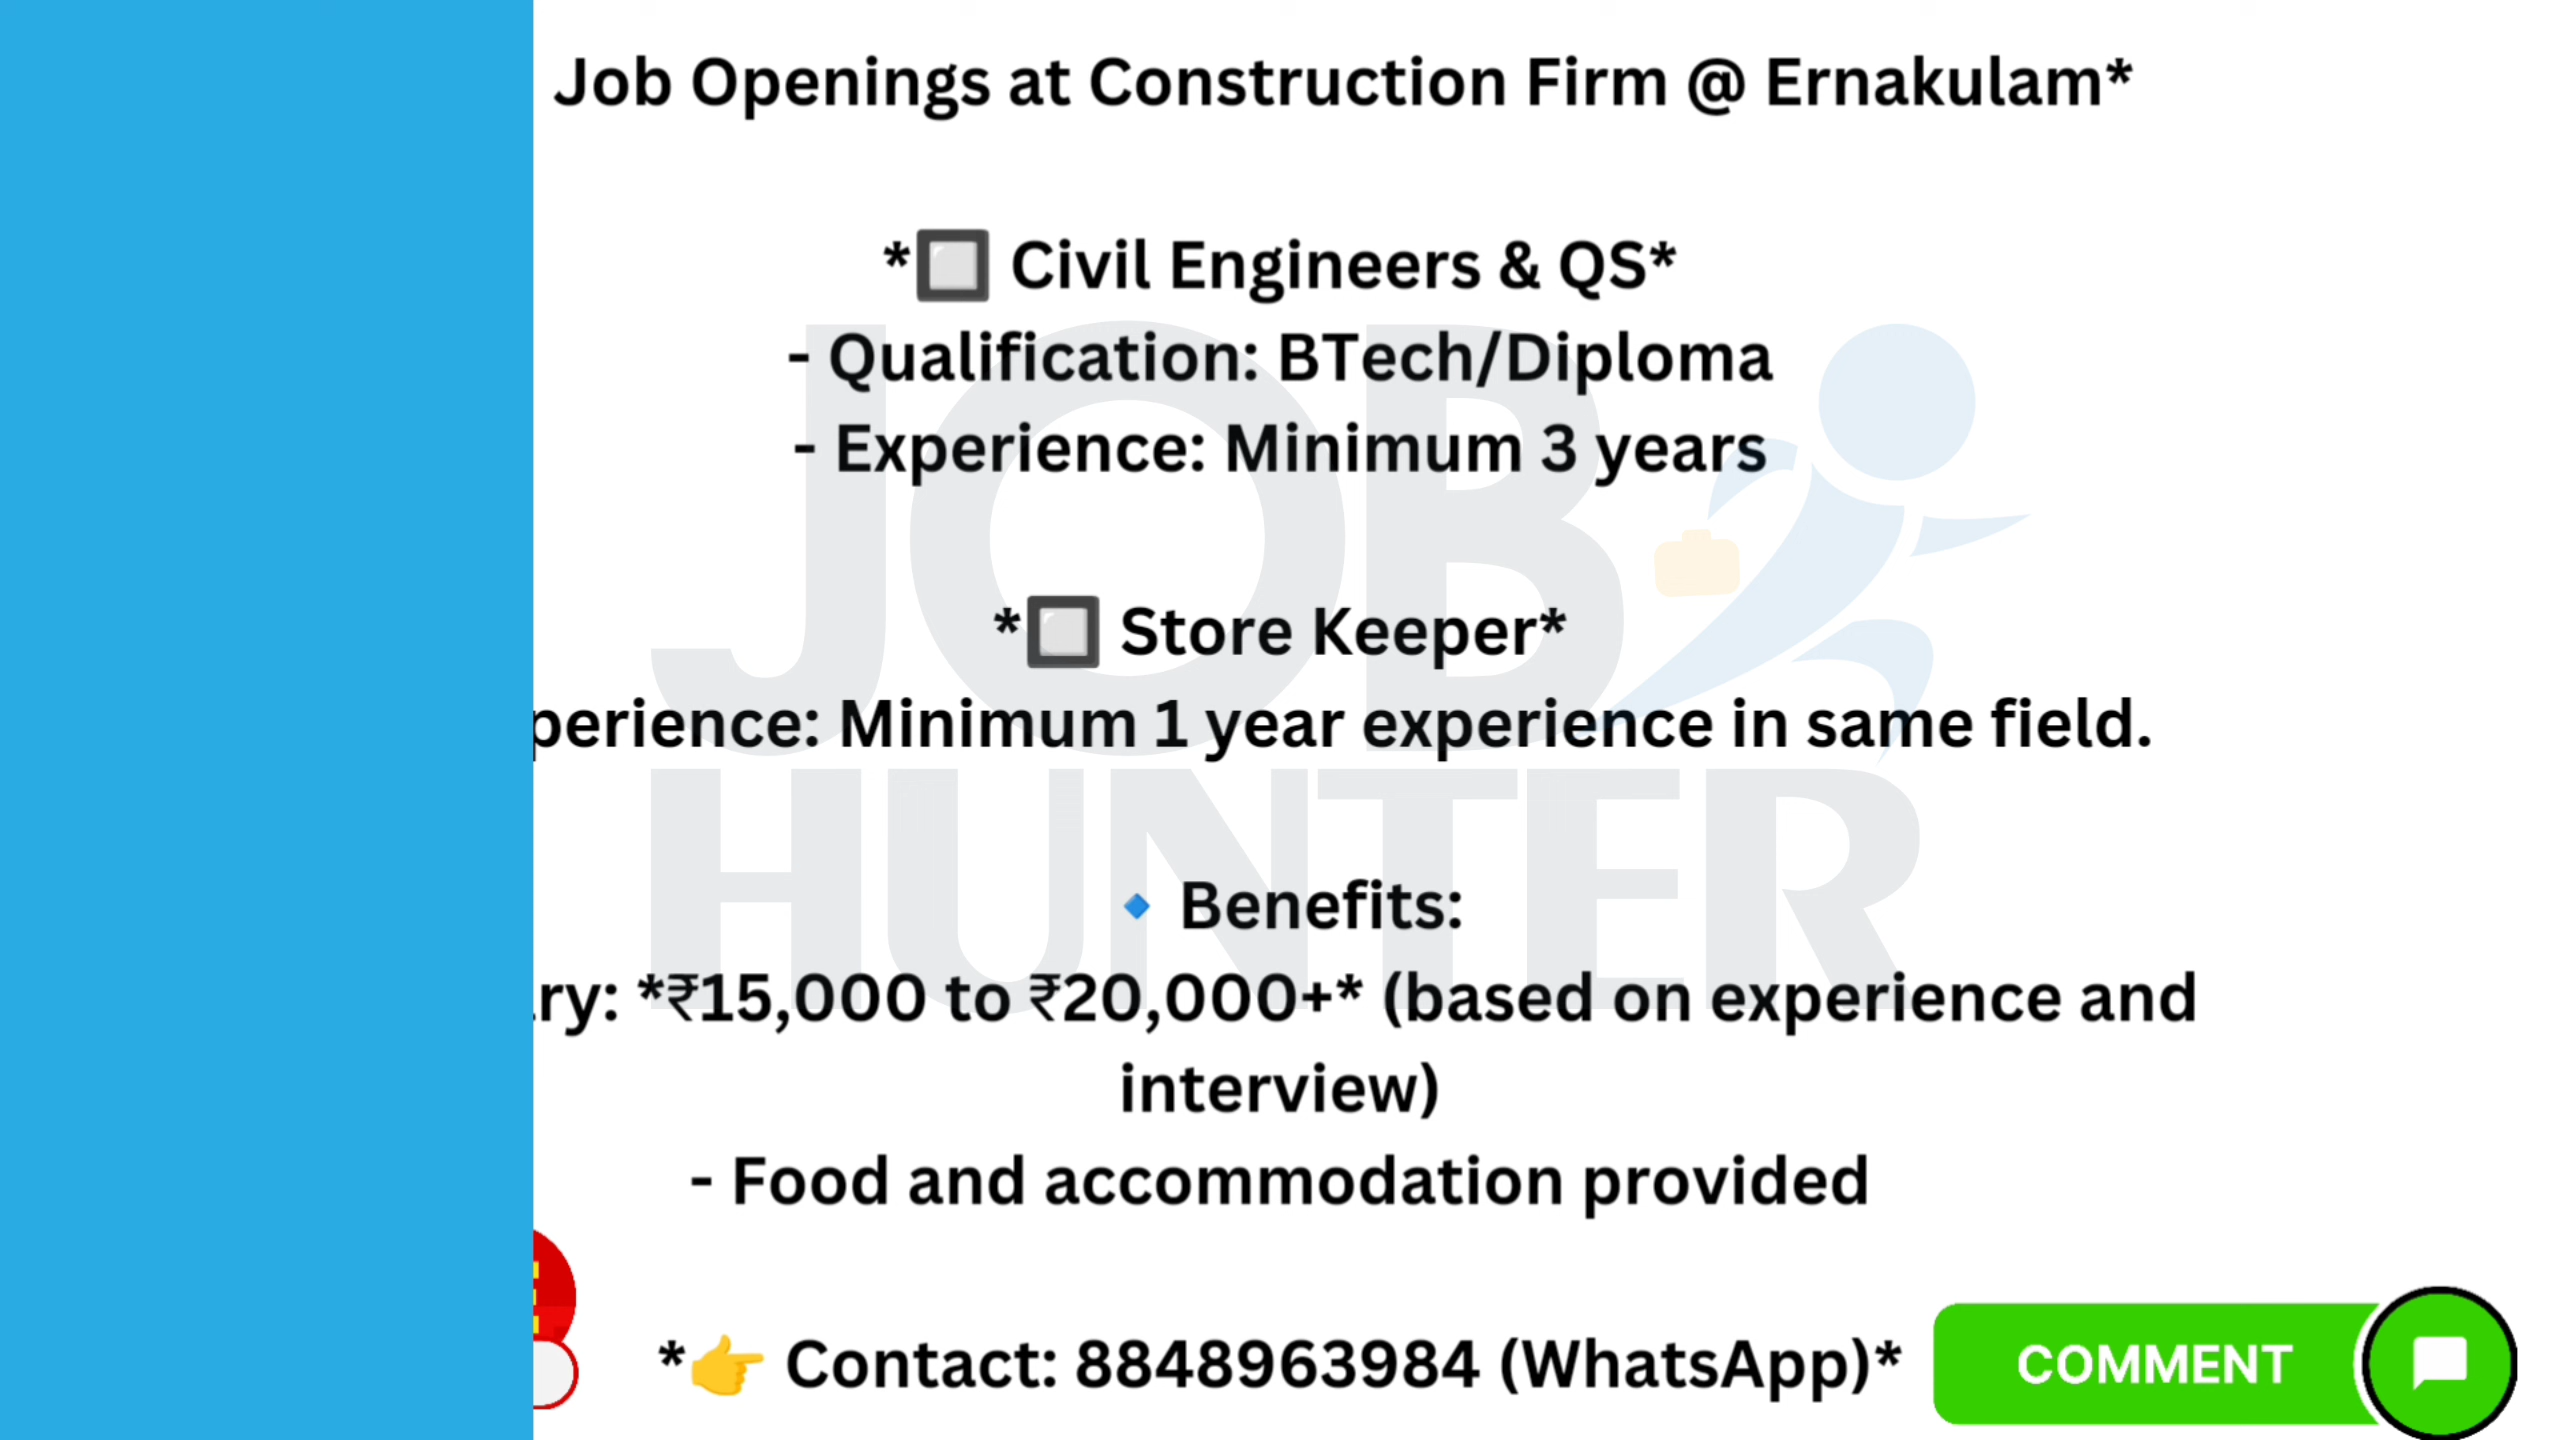 Job Openings at Construction Firm @ Ernakulam*
*🔲 Civil Engineers & QS*
- Qualification: BTech/Diploma
- Experience: Minimum 3 years
*🔲 Store Keeper*
perience: Minimum 1 year experience in same field.
🔹 Benefits:
ry: *₹15,000 to ₹20,000+* (based on experience and
interview)
- Food and accommodation provided
*👉 Contact: 8848963984 (WhatsApp)*
COMMENT
JOB
HUNTER